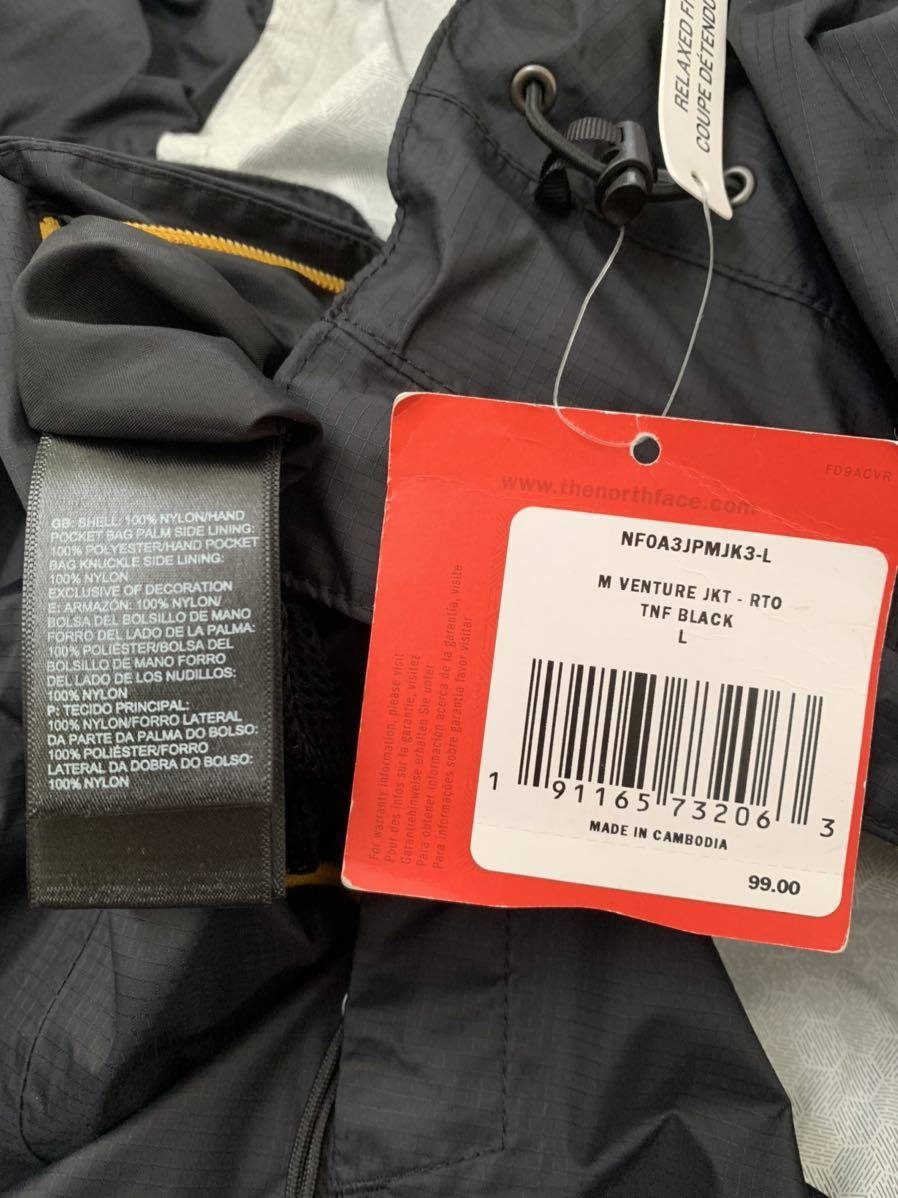 RELAXED FI
COUPE DÉTENDU
GB: SHELL: 100% NYLON/HAND
POCKET BAG PALM SIDE LINING:
100% POLYESTER/HAND POCKET
BAG KNUCKLE SIDE LINING:
100% NYLON
EXCLUSIVE OF DECORATION
E: ARMAZÓN: 100% NYLON/
BOLSA DEL BOLSILLO DE MANO
FORRO DEL LADO DE LA PALMA:
100% POLIÉSTER/BOLSA DEL
BOLSILLO DE MANO FORRO
DEL LADO DE LOS NUDILLOS:
100% NYLON
P: TECIDO PRINCIPAL:
100% NYLON/FORRO LATERAL
DA PARTE DA PALMA DO BOLSO:
100% POLIÉSTER/FORRO
LATERAL DA DOBRA DO BOLSO:
100% NYLON
F09ACVR
www.thenorthface.com
NF0A3JPMJK3-L
M VENTURE JKT - RTO
TNF BLACK
L
1 91165 73206 3
MADE IN CAMBODIA
99.00
For warranty information, please visit
Pour des infos sur la garantie, visitez
Garantiehinweise erhalten Sie unter
Para obtener información acerca de la garantía, visite
Para informações sobre garantia favor visitar